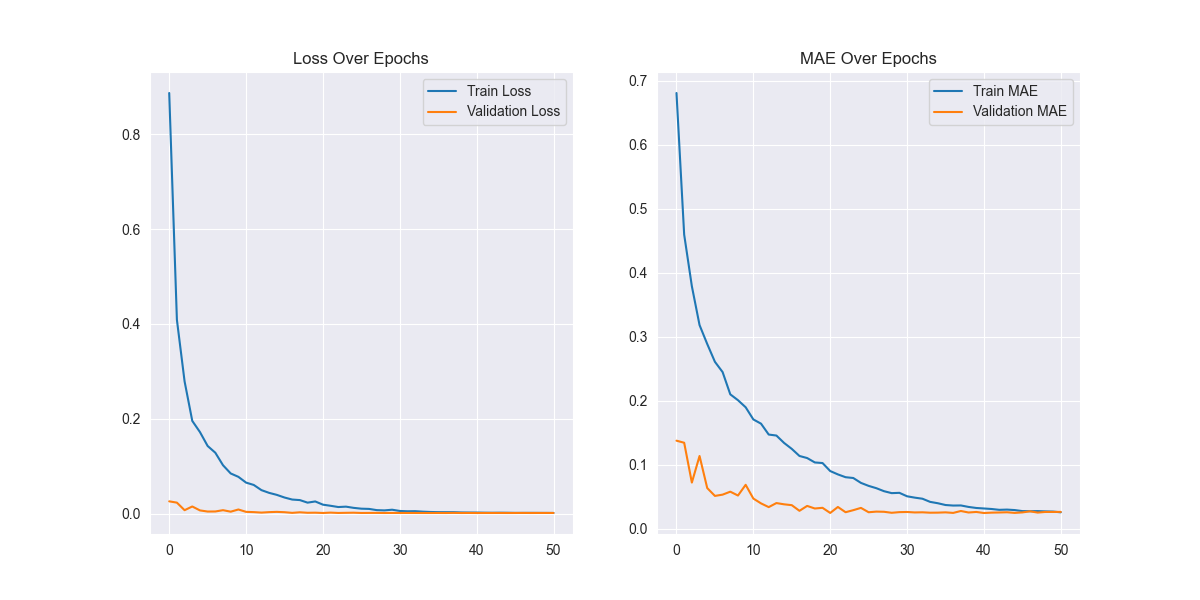 Loss Over Epochs
Train Loss
Validation Loss
0.8
0.6
0.4
0.2
0.0
0 10 20 30 40 50
MAE Over Epochs
Train MAE
Validation MAE
0.7
0.6
0.5
0.4
0.3
0.2
0.1
0.0
0 10 20 30 40 50